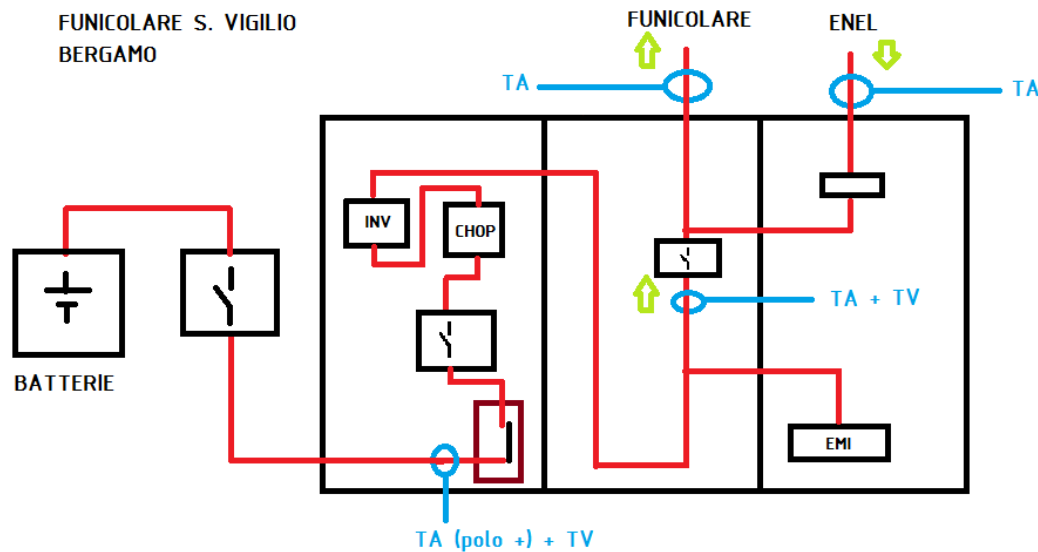 FUNICOLARE S. VIGILIO
BERGAMO
FUNICOLARE
ENEL
TA
TA
INV
CHOP
TA + TV
BATTERIE
EMI
TA (polo +) + TV